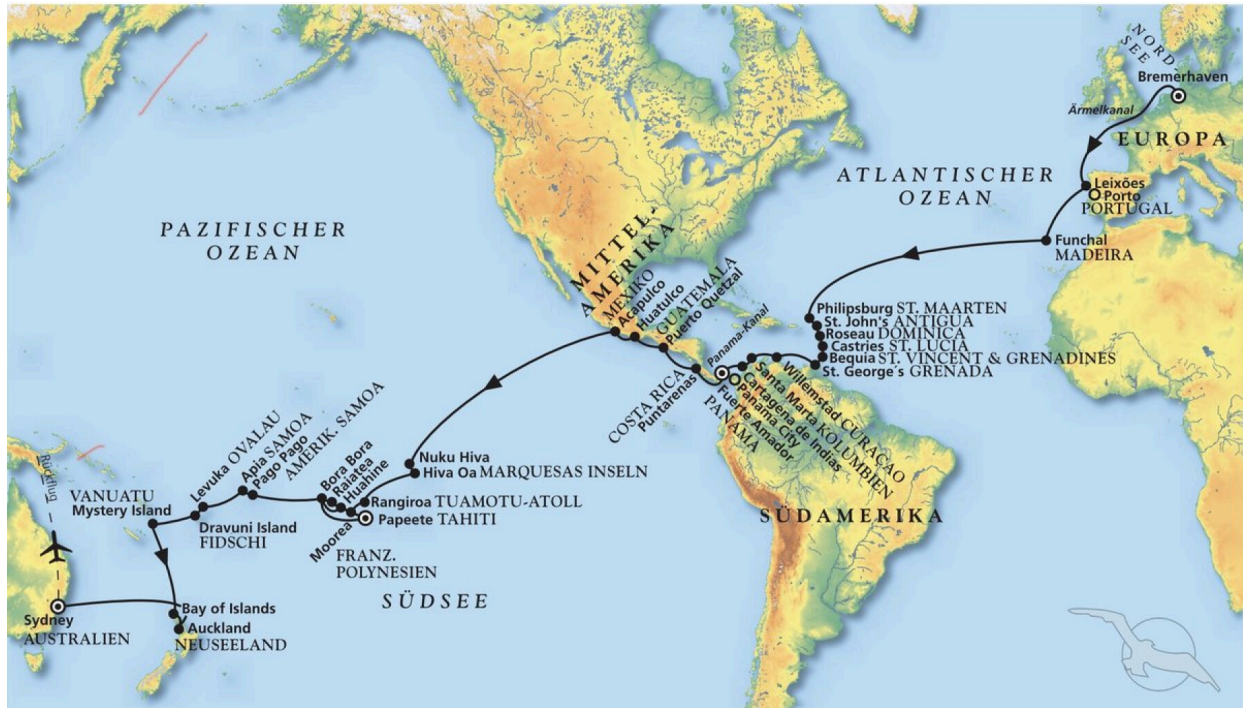 NORD-
SEE
Bremerhaven
Ärmelkanal
EUROPA
ATLANTISCHER
OZEAN
Leixões
Porto
PORTUGAL
Funchal
MADEIRA
PAZIFISCHER
OZEAN
MITTEL-
AMERIKA
MEXIKO
Acapulco
Huatulco
GUATEMALA
Puerto Quetzal
Panama-Kanal
Philipsburg ST. MAARTEN
St. John's ANTIGUA
Roseau DOMINICA
Castries ST. LUCIA
Bequia ST. VINCENT & GRENADINES
St. George´s GRENADA
COSTA RICA
Puntarenas
Willemstad CURAÇAO
Santa Marta KOLUMBIEN
Cartagena de Indias
Panama City
Fuerte Amador
PANAMA
SÜDAMERIKA
Nuku Hiva
Hiva Oa MARQUESAS INSELN
Rangiroa TUAMOTU-ATOLL
Papeete TAHITI
Bora Bora
Raiatea
Huahine
Moorea
FRANZ.
POLYNESIEN
SÜDSEE
Levuka OVALAU
Apia SAMOA
Pago Pago
AMERIK. SAMOA
VANUATU
Mystery Island
Dravuni Island
FIDSCHI
Rückflug
Bay of Islands
Auckland
NEUSEELAND
Sydney
AUSTRALIEN